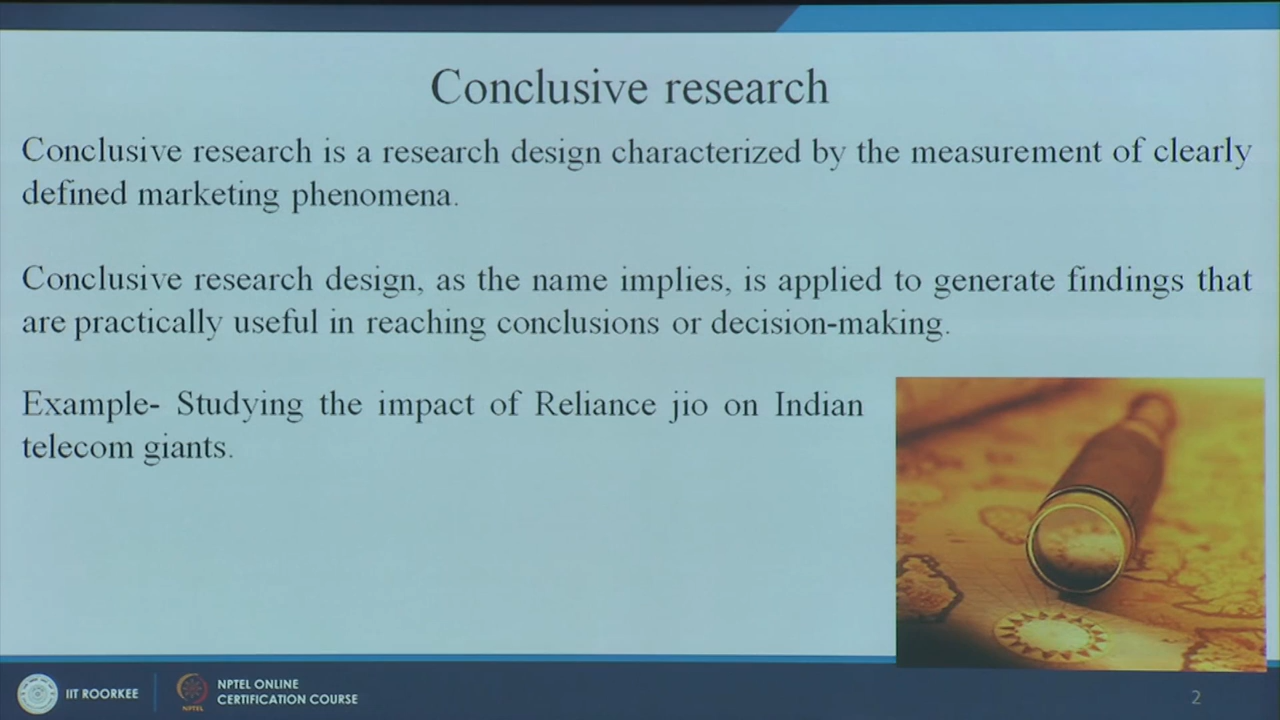 Conclusive research
Conclusive research is a research design characterized by the measurement of clearly
defined marketing phenomena.
Conclusive research design, as the name implies, is applied to generate findings that
are practically useful in reaching conclusions or decision-making.
Example- Studying the impact of Reliance jio on Indian
telecom giants.
IIT ROORKEE
NPTEL
NPTEL ONLINE
CERTIFICATION COURSE
2